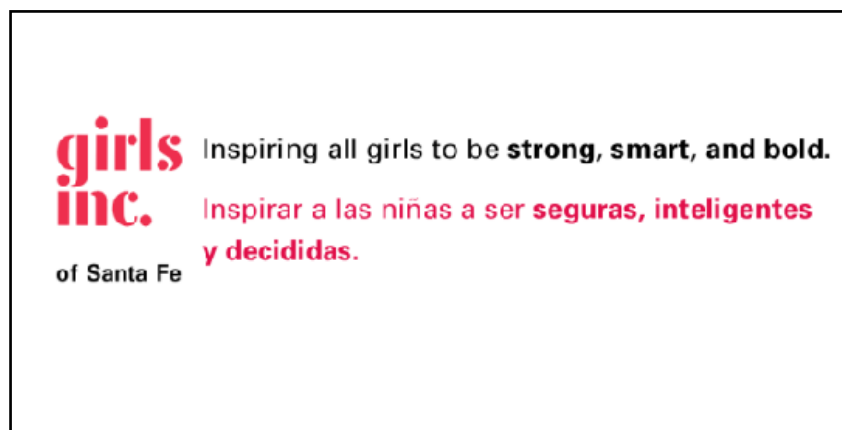 girls
inc.
of Santa Fe
Inspiring all girls to be strong, smart, and bold.
Inspirar a las niñas a ser seguras, inteligentes
y decididas.